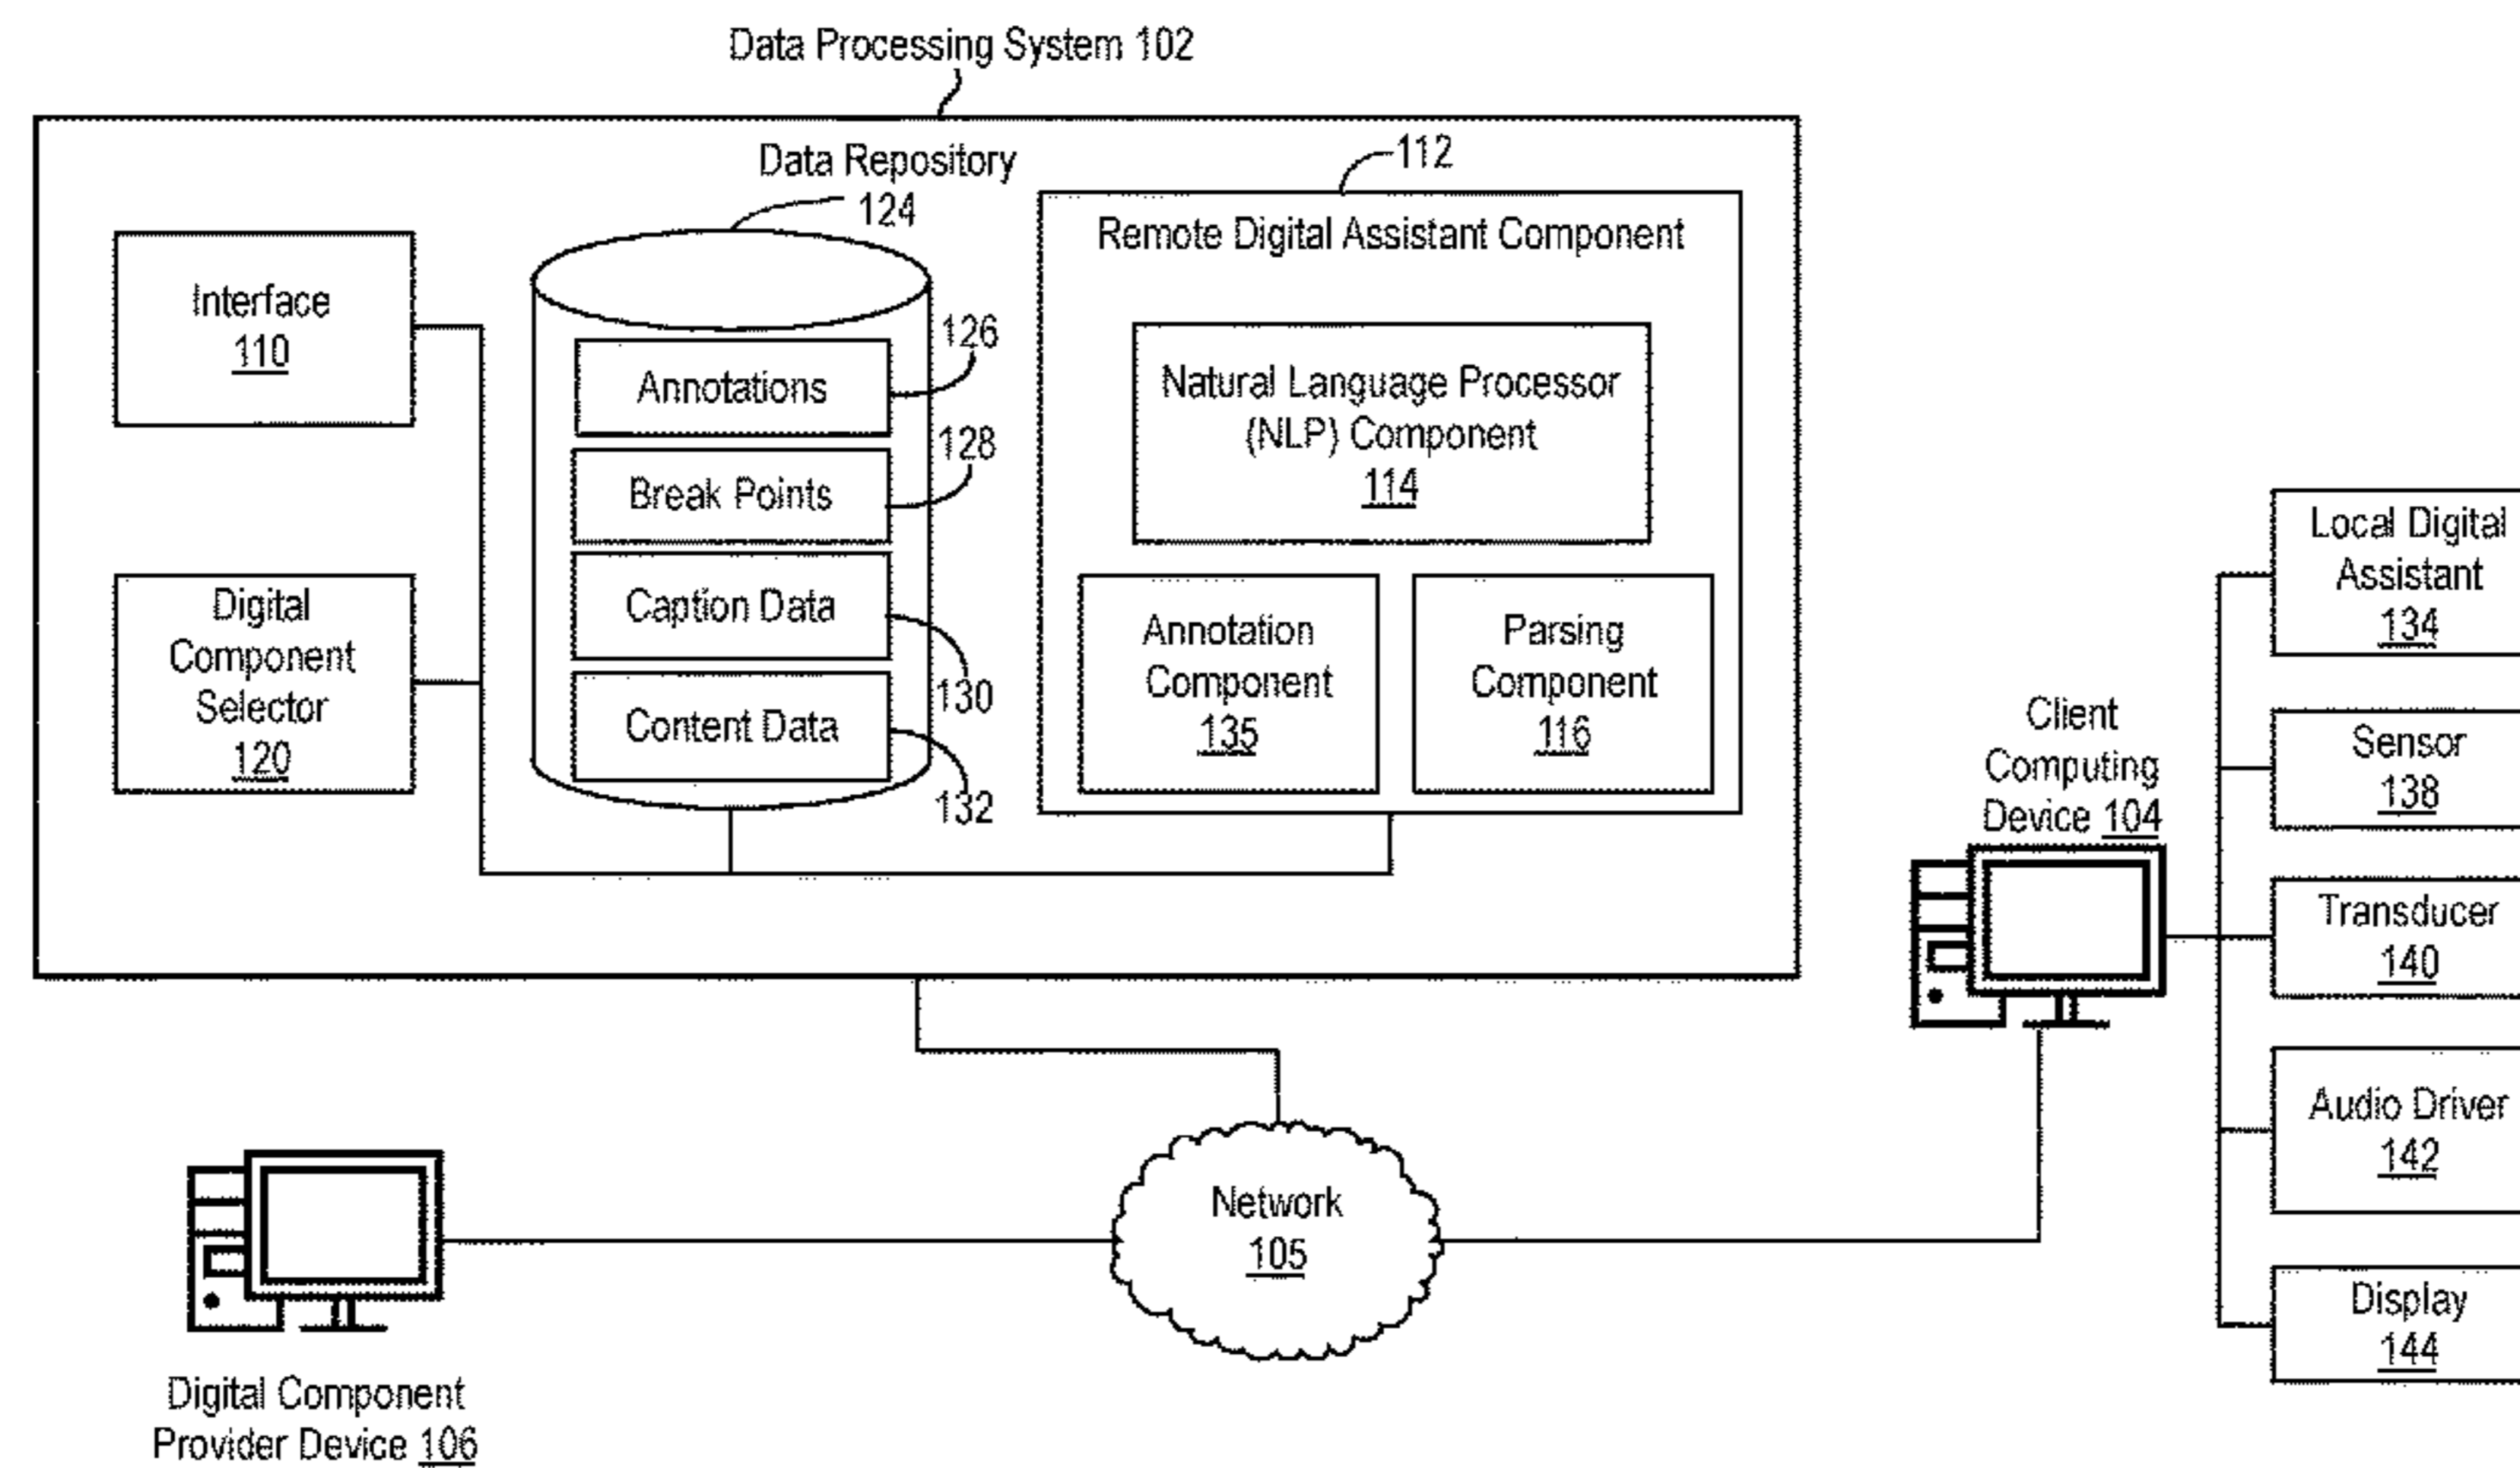 Data Processing System 102
Data Repository
124
112
Remote Digital Assistant Component
Interface
110
126
Annotations
128
Break Points
Caption Data
130
Content Data
132
Natural Language Processor
(NLP) Component
114
Digital
Component
Selector
120
Annotation
Component
135
Parsing
Component
116
Client
Computing
Device 104
Local Digital
Assistant
134
Sensor
138
Transducer
140
Audio Driver
142
Display
144
Network
105
Digital Component
Provider Device 106